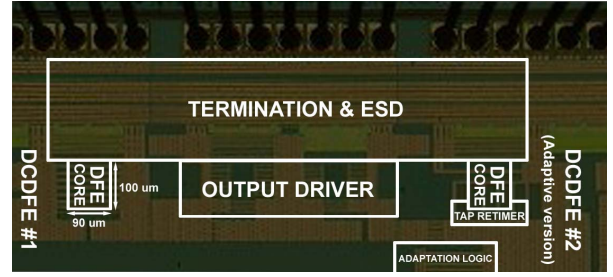 TERMINATION & ESD
DCDFE #1
DFE
CORE
100 um
90 um
OUTPUT DRIVER
DFE
CORE
TAP RETIMER
DCDFE #2
(Adaptive version)
ADAPTATION LOGIC